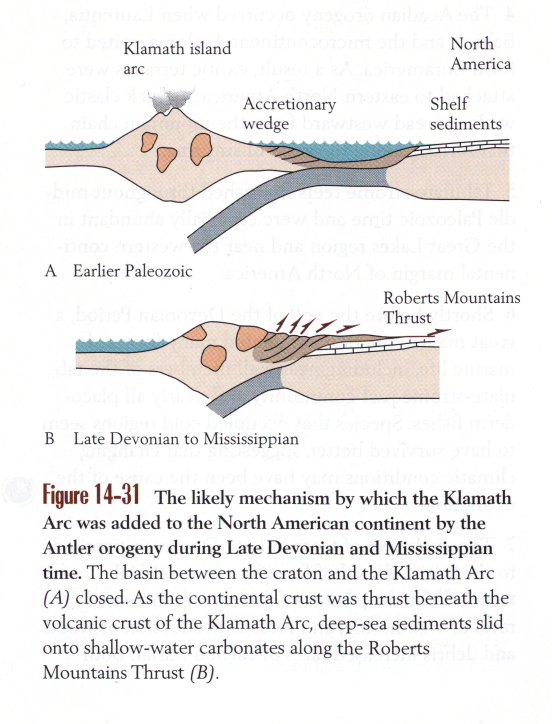 Klamath island
arc
North
America
Accretionary
wedge
Shelf
sediments
A Earlier Paleozoic
Roberts Mountains
Thrust
B Late Devonian to Mississippian
Figure 14-31 The likely mechanism by which the Klamath
Arc was added to the North American continent by the
Antler orogeny during Late Devonian and Mississippian
time. The basin between the craton and the Klamath Arc
(A) closed. As the continental crust was thrust beneath the
volcanic crust of the Klamath Arc, deep-sea sediments slid
onto shallow-water carbonates along the Roberts
Mountains Thrust (B).